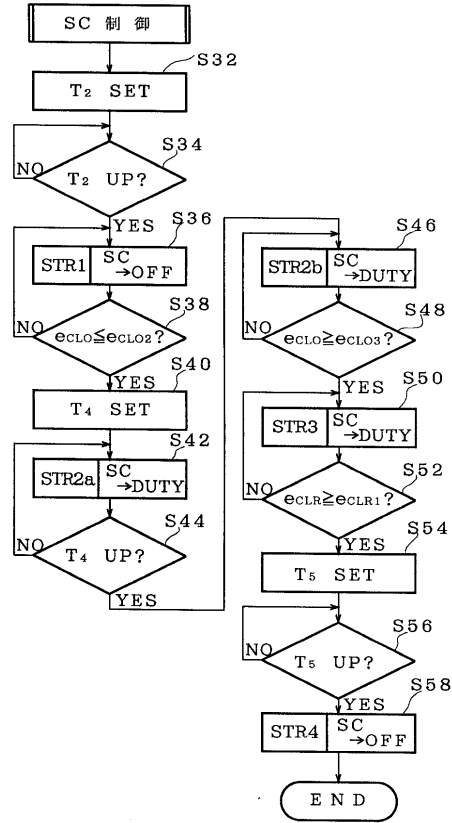 SC 制 御
S32
T2 SET
S34
T2 UP?
NO
YES
S36
STR1
SC
→OFF
S38
eCLO≦eCLO2?
NO
YES
S40
T4 SET
S42
STR2a
SC
→DUTY
S44
T4 UP?
NO
YES
S46
STR2b
SC
→DUTY
S48
eCLO≧eCLO3?
NO
YES
S50
STR3
SC
→DUTY
S52
eCLR≧eCLR1?
NO
YES
S54
T5 SET
S56
T5 UP?
NO
YES
S58
STR4
SC
→OFF
END